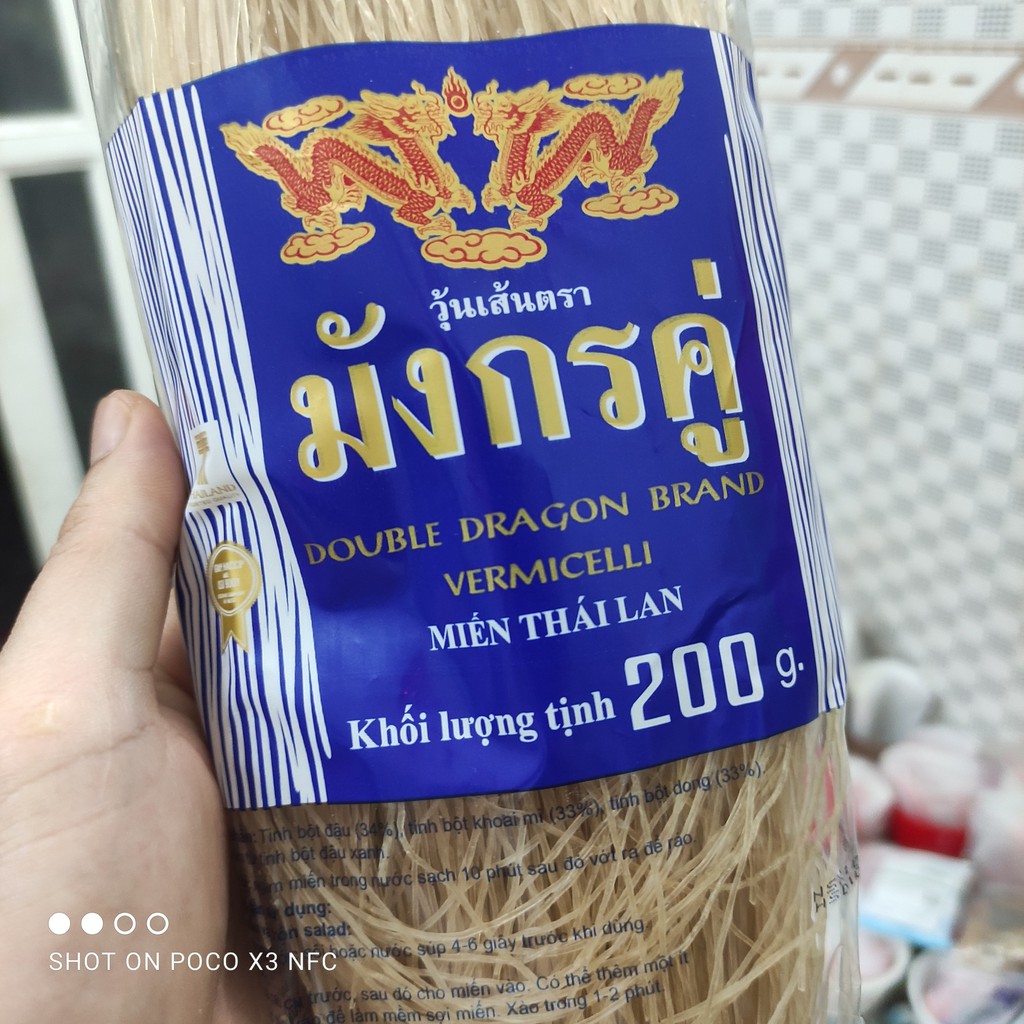 วุ้นเส้นตรา
มังกรคู่
DOUBLE DRAGON BRAND
VERMICELLI
MIẾN THÁI LAN
Khối lượng tịnh 200 g.
Tinh bột đậu (34%), tinh bột khoai mì (33%), tinh bột dong (33%).
tinh bột đậu xanh.
miến trong nước sạch 10 phút sau đó vớt ra để ráo.
dụng:
salad:
hoặc nước súp 4-6 giây trước khi dùng
trước, sau đó cho miến vào. Có thể thêm một ít
để làm mềm sợi miến. Xào trong 1-2 phút.
SHOT ON POCO X3 NFC